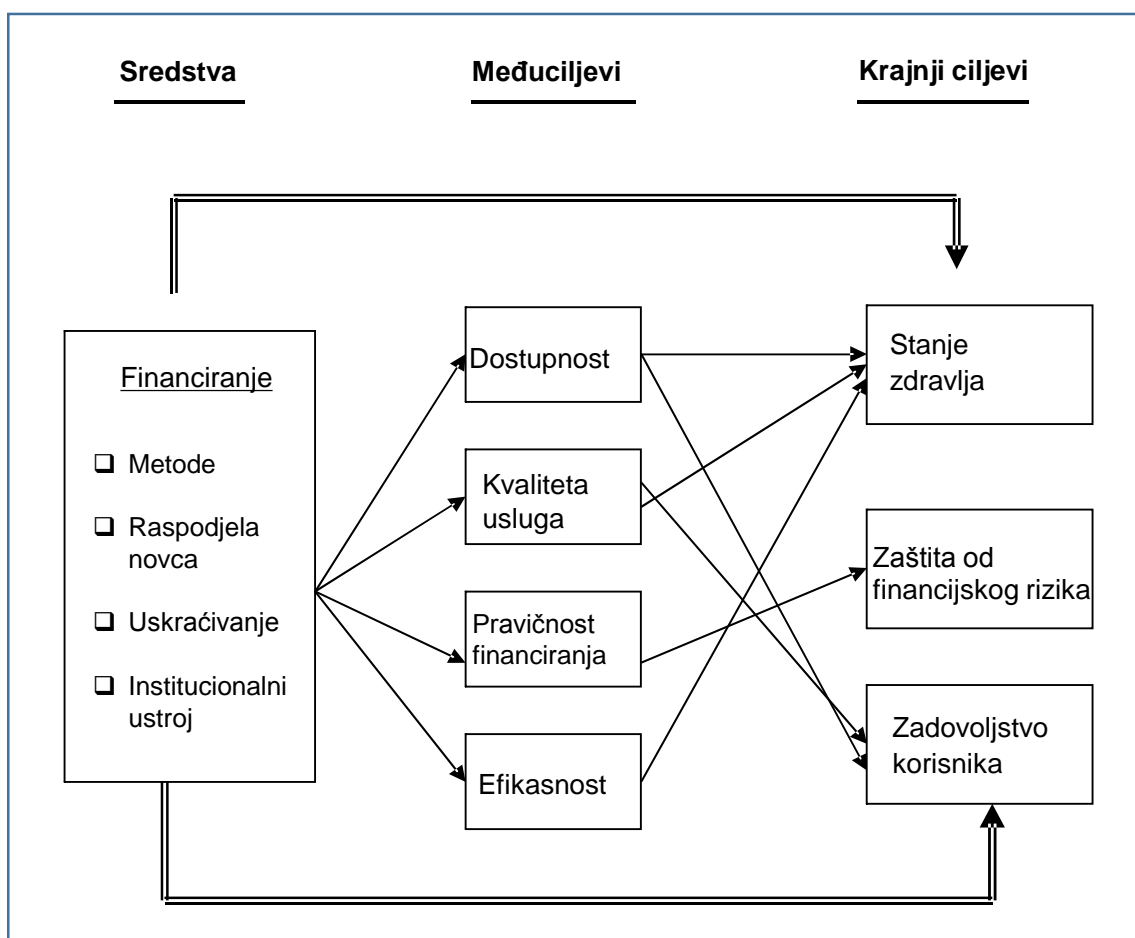 Sredstva
Međuciljevi
Krajnji ciljevi
Financiranje
Metode
Raspodjela
novca
Uskraćivanje
Institucionalni
ustroj
Dostupnost
Kvaliteta
usluga
Pravičnost
financiranja
Efikasnost
Stanje
zdravlja
Zaštita od
financijskog rizika
Zadovoljstvo
korisnika